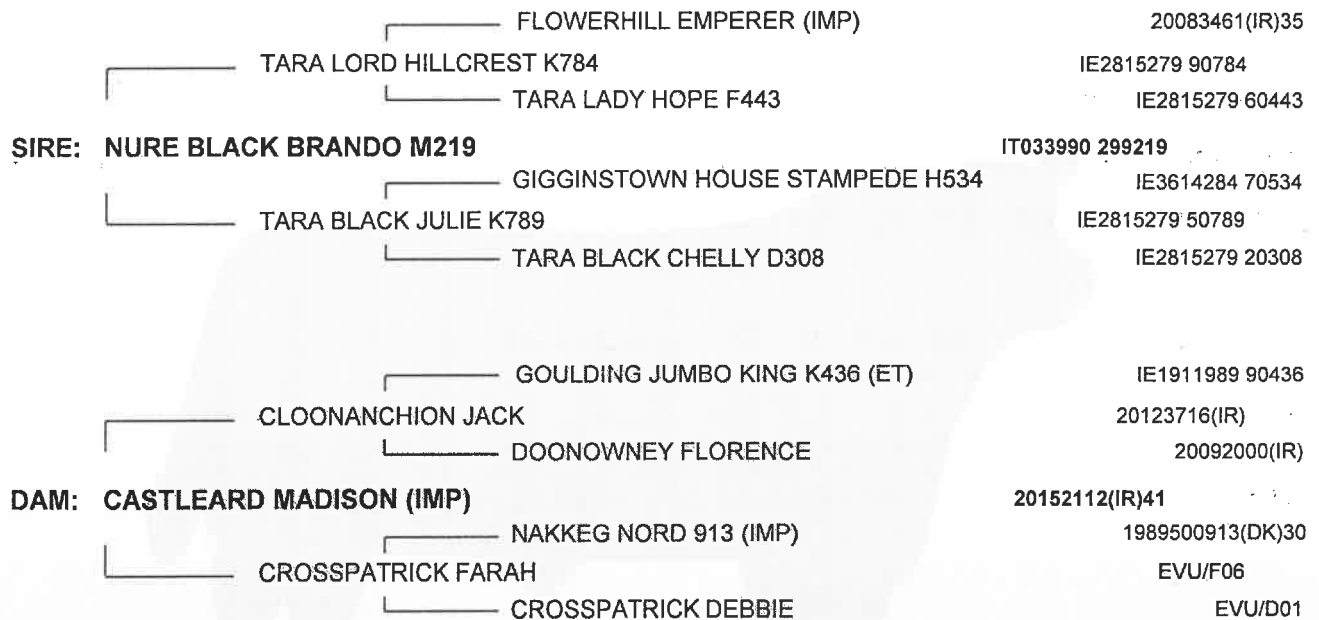 FLOWERHILL EMPERER (IMP) 20083461(IR)35
TARA LORD HILLCREST K784 IE2815279 90784
TARA LADY HOPE F443 IE2815279 60443
SIRE: NURE BLACK BRANDO M219 IT033990 299219
GIGGINSTOWN HOUSE STAMPEDE H534 IE3614284 70534
TARA BLACK JULIE K789 IE2815279 50789
TARA BLACK CHELLY D308 IE2815279 20308
GOULDING JUMBO KING K436 (ET) IE1911989 90436
CLOONANCHION JACK 20123716(IR)
DOONOWNEY FLORENCE 20092000(IR)
DAM: CASTLEARD MADISON (IMP) 20152112(IR)41
NAKKEG NORD 913 (IMP) 1989500913(DK)30
CROSSPATRICK FARAH EVU/F06
CROSSPATRICK DEBBIE EVU/D01